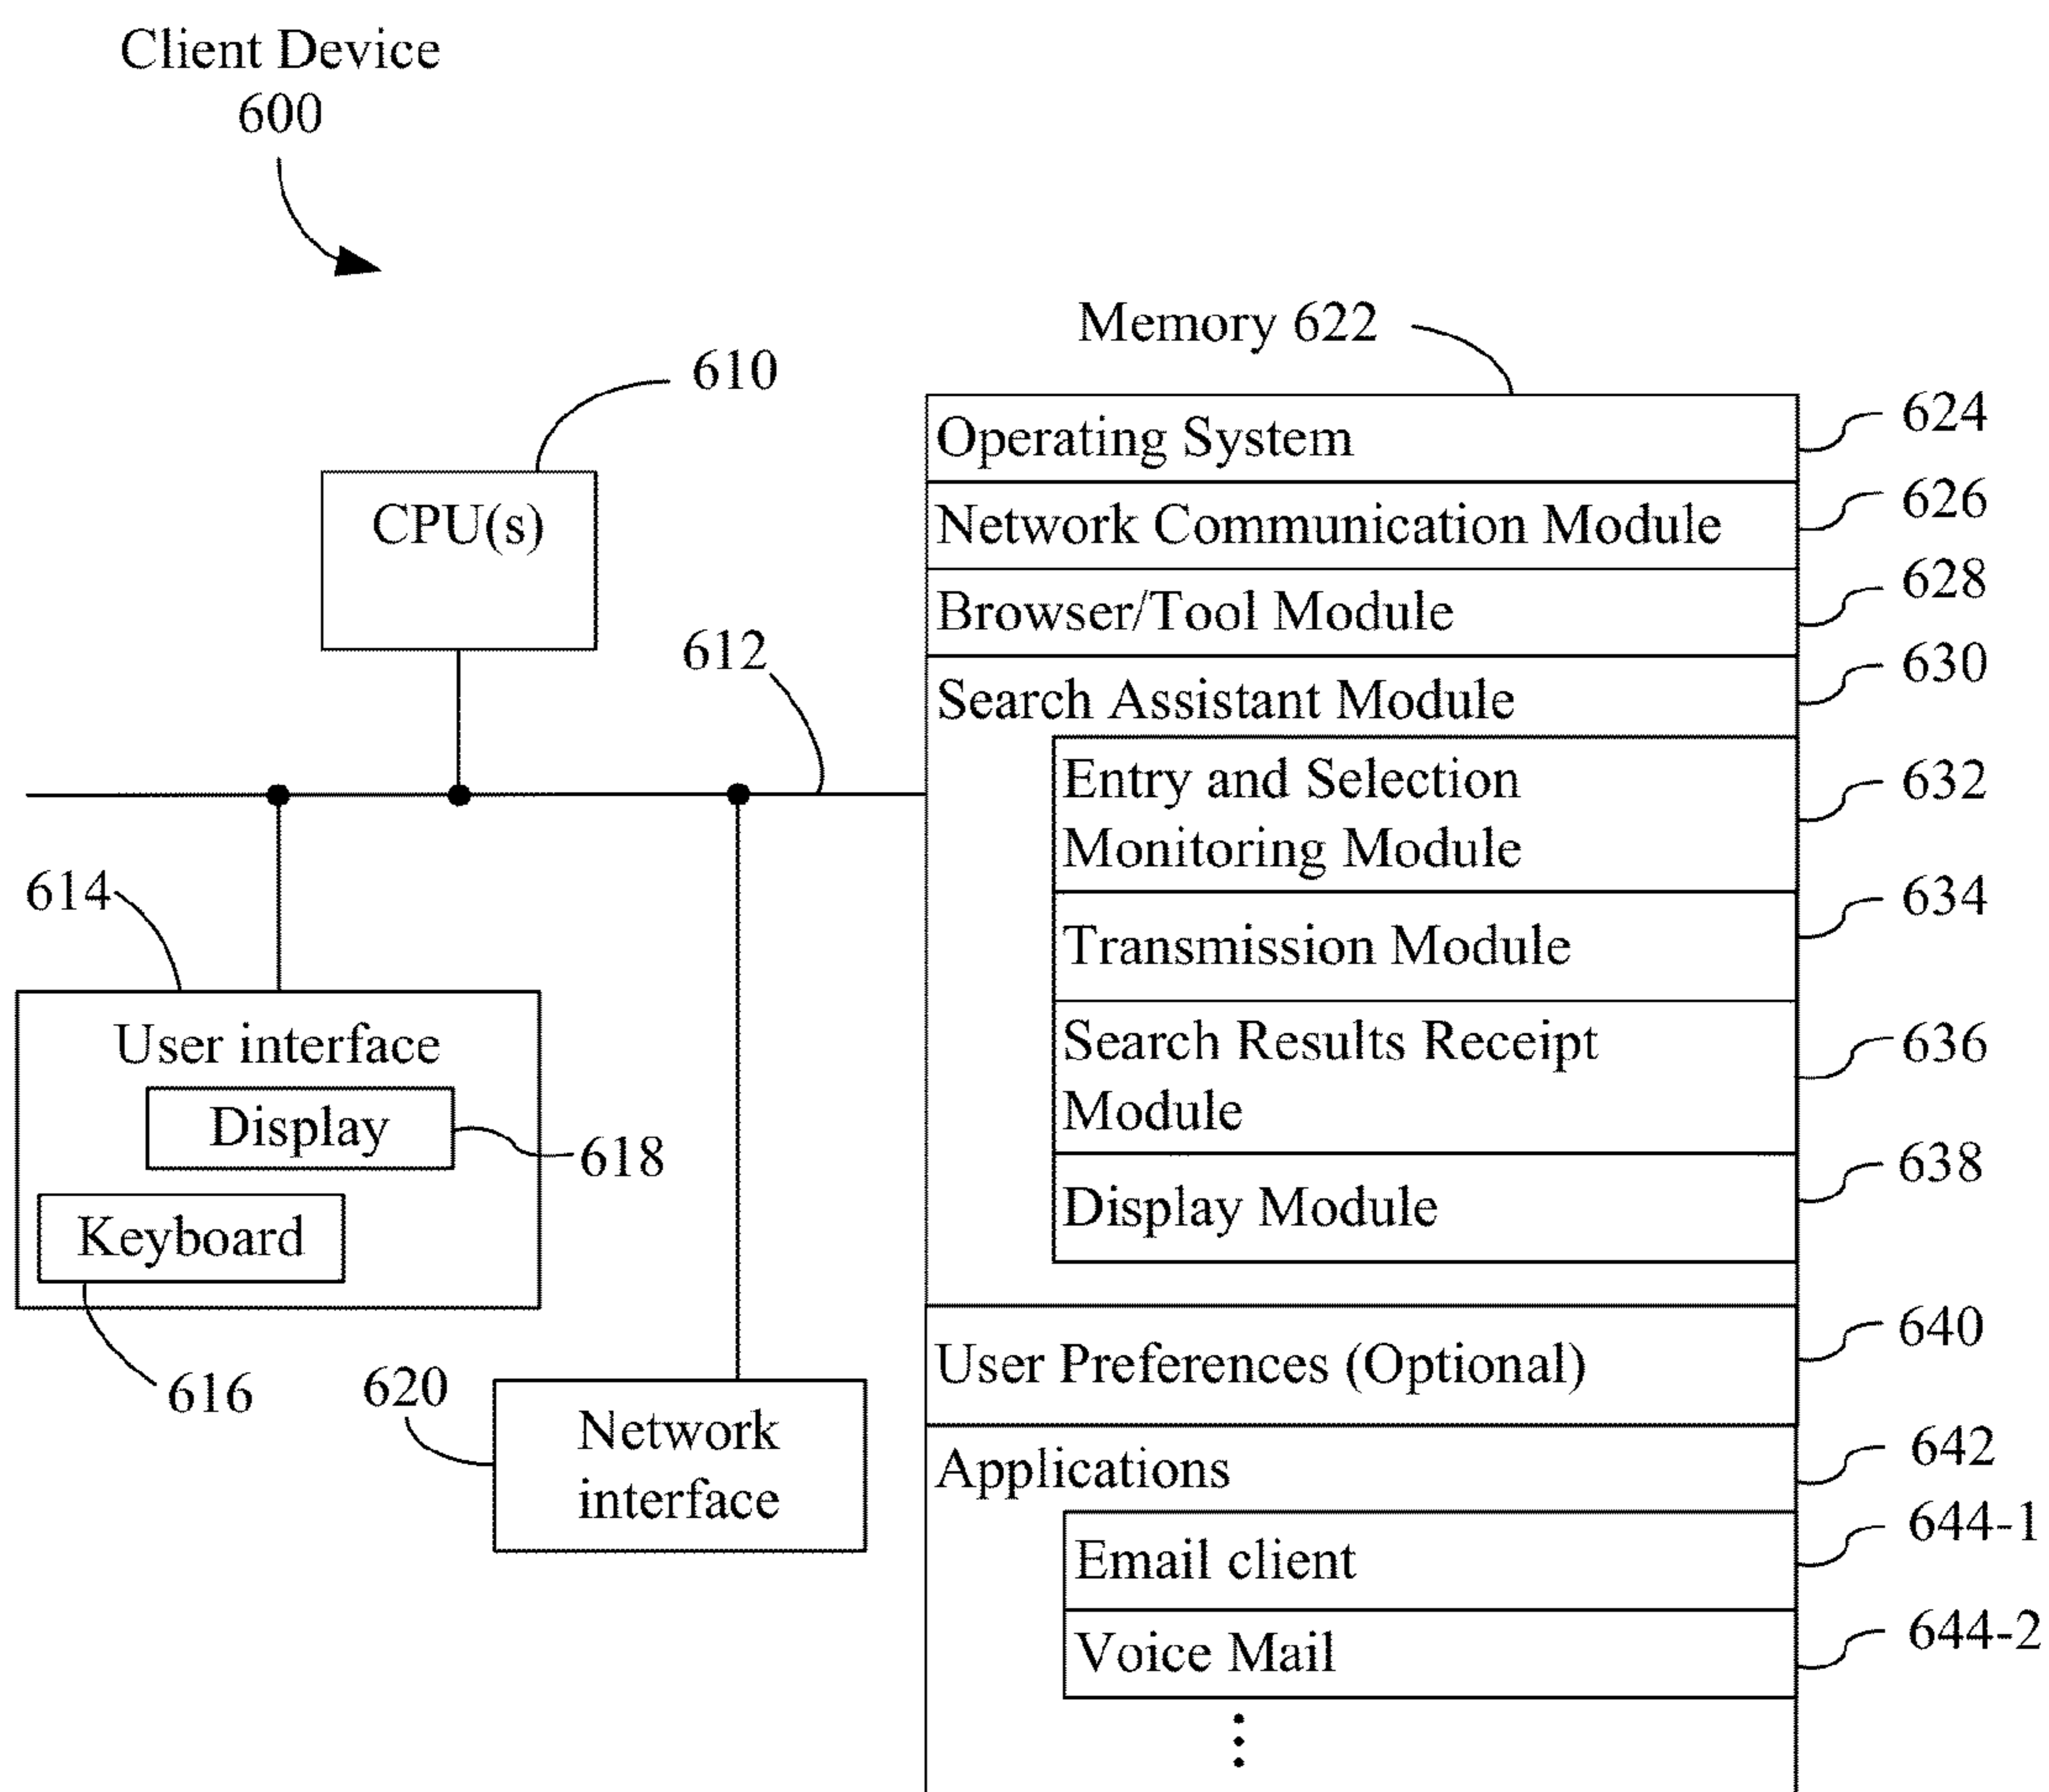 Client Device
600
Memory 622
610
CPU(s)
612
614
User interface
Display
618
Keyboard
616
620
Network
interface
Operating System
624
Network Communication Module
626
Browser/Tool Module
628
Search Assistant Module
630
Entry and Selection
Monitoring Module
632
Transmission Module
634
Search Results Receipt
Module
636
Display Module
638
User Preferences (Optional)
640
Applications
642
Email client
644-1
Voice Mail
644-2